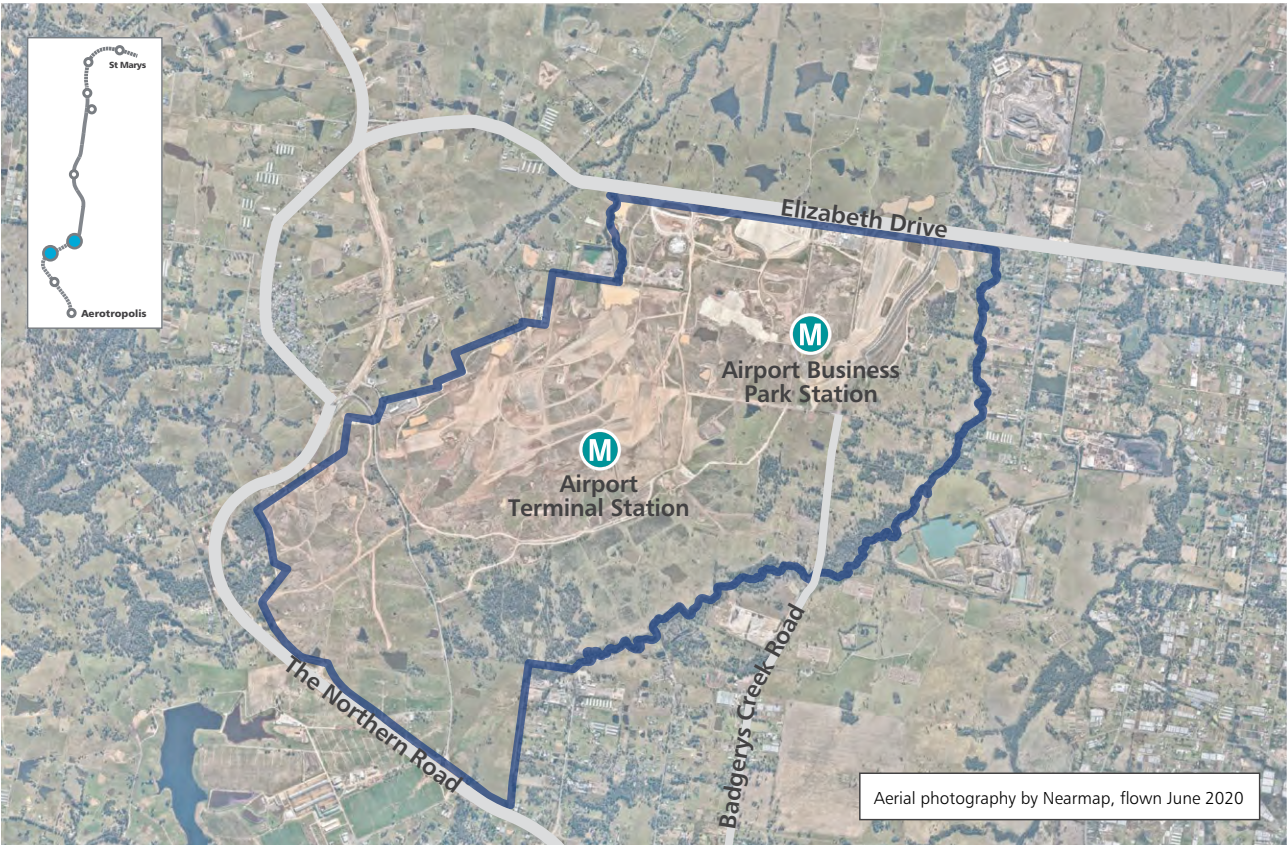 St Marys
Aerotropolis
Elizabeth Drive
M
Airport Business
Park Station
M
Airport
Terminal Station
The Northern Road
Badgerys Creek Road
Aerial photography by Nearmap, flown June 2020